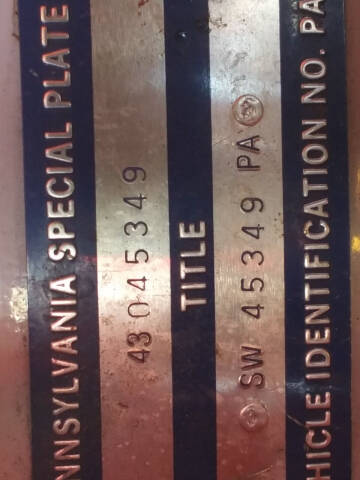 NNSYLVANIA SPECIAL PLATE
43045349
TITLE
SW 45349 PA
HICLE IDENTIFICATION NO. PA